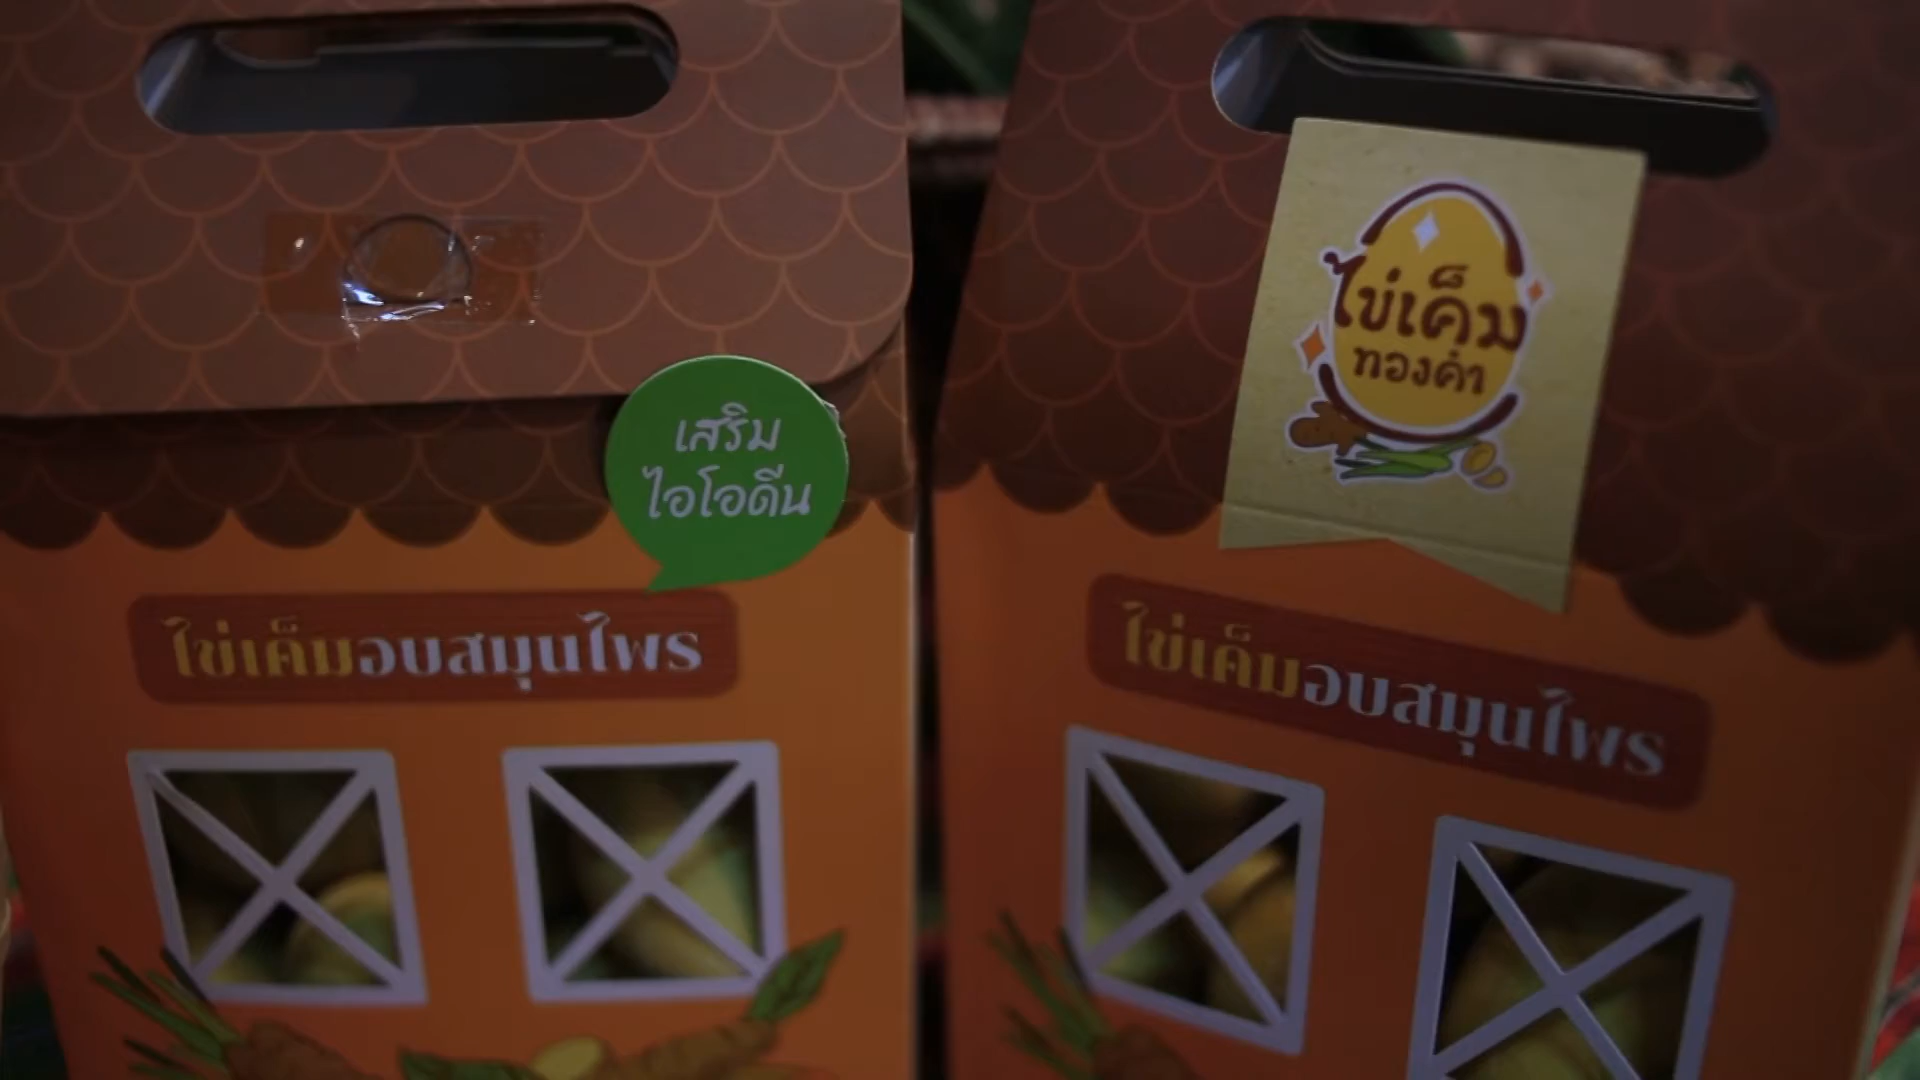 เสริม
ไอโอดีน
ไข่เค็มอบสมุนไพร
ไข่เค็ม
ทองคำ
ไข่เค็มอบสมุนไพร